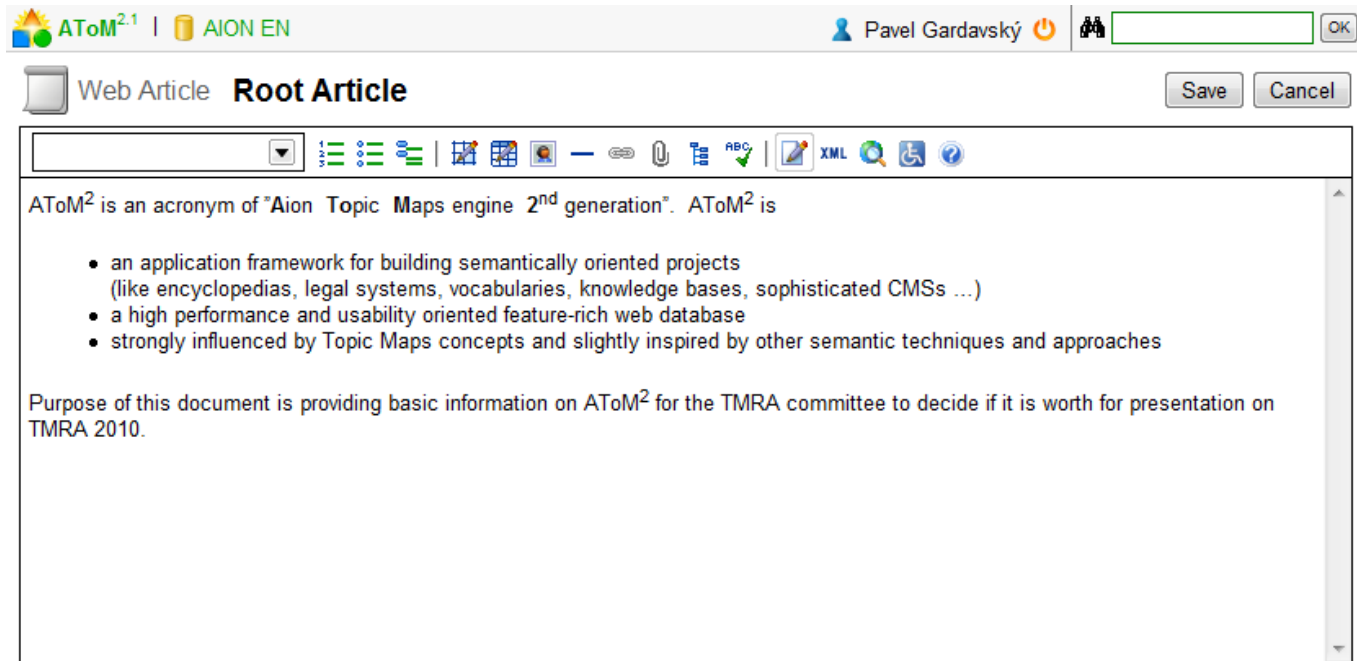 AToM2.1 | AION EN Pavel Gardavský OK
Web Article Root Article Save Cancel
ABC XML
AToM2 is an acronym of "Aion Topic Maps engine 2nd generation". AToM2 is
• an application framework for building semantically oriented projects
(like encyclopedias, legal systems, vocabularies, knowledge bases, sophisticated CMSs ...)
• a high performance and usability oriented feature-rich web database
• strongly influenced by Topic Maps concepts and slightly inspired by other semantic techniques and approaches
Purpose of this document is providing basic information on AToM2 for the TMRA committee to decide if it is worth for presentation on
TMRA 2010.